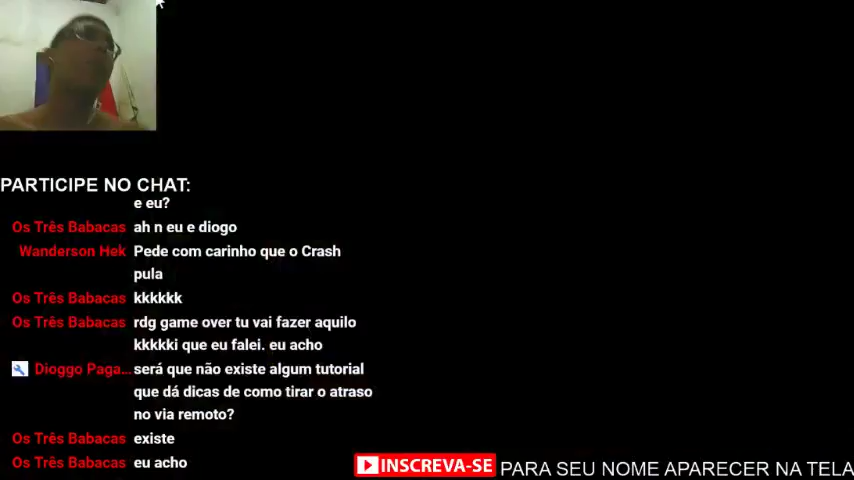 PARTICIPE NO CHAT:
e eu?
Os Três Babacas ah n eu e diogo
Wanderson Hek Pede com carinho que o Crash
pula
Os Três Babacas kkkkkk
Os Três Babacas rdg game over tu vai fazer aquilo
kkkkki que eu falei. eu acho
Dioggo Paga... será que não existe algum tutorial
que dá dicas de como tirar o atraso
no via remoto?
Os Três Babacas existe
Os Três Babacas eu acho
INSCREVA-SE PARA SEU NOME APARECER NA TELA